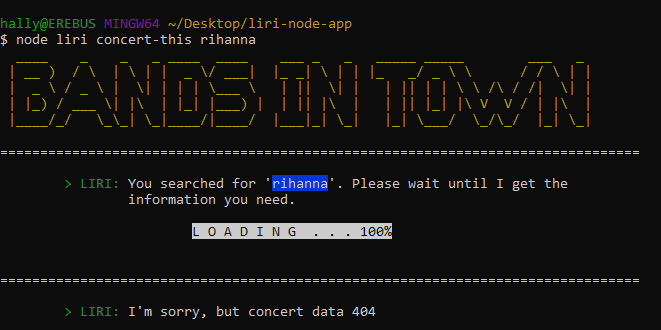 hally@EREBUS MINGW64 ~/Desktop/liri-node-app
$ node liri concert-this rihanna
BANDS IN TOWN
================================================================================
> LIRI: You searched for 'rihanna'. Please wait until I get the
information you need.
L O A D I N G . . . 100%
================================================================================
> LIRI: I'm sorry, but concert data 404